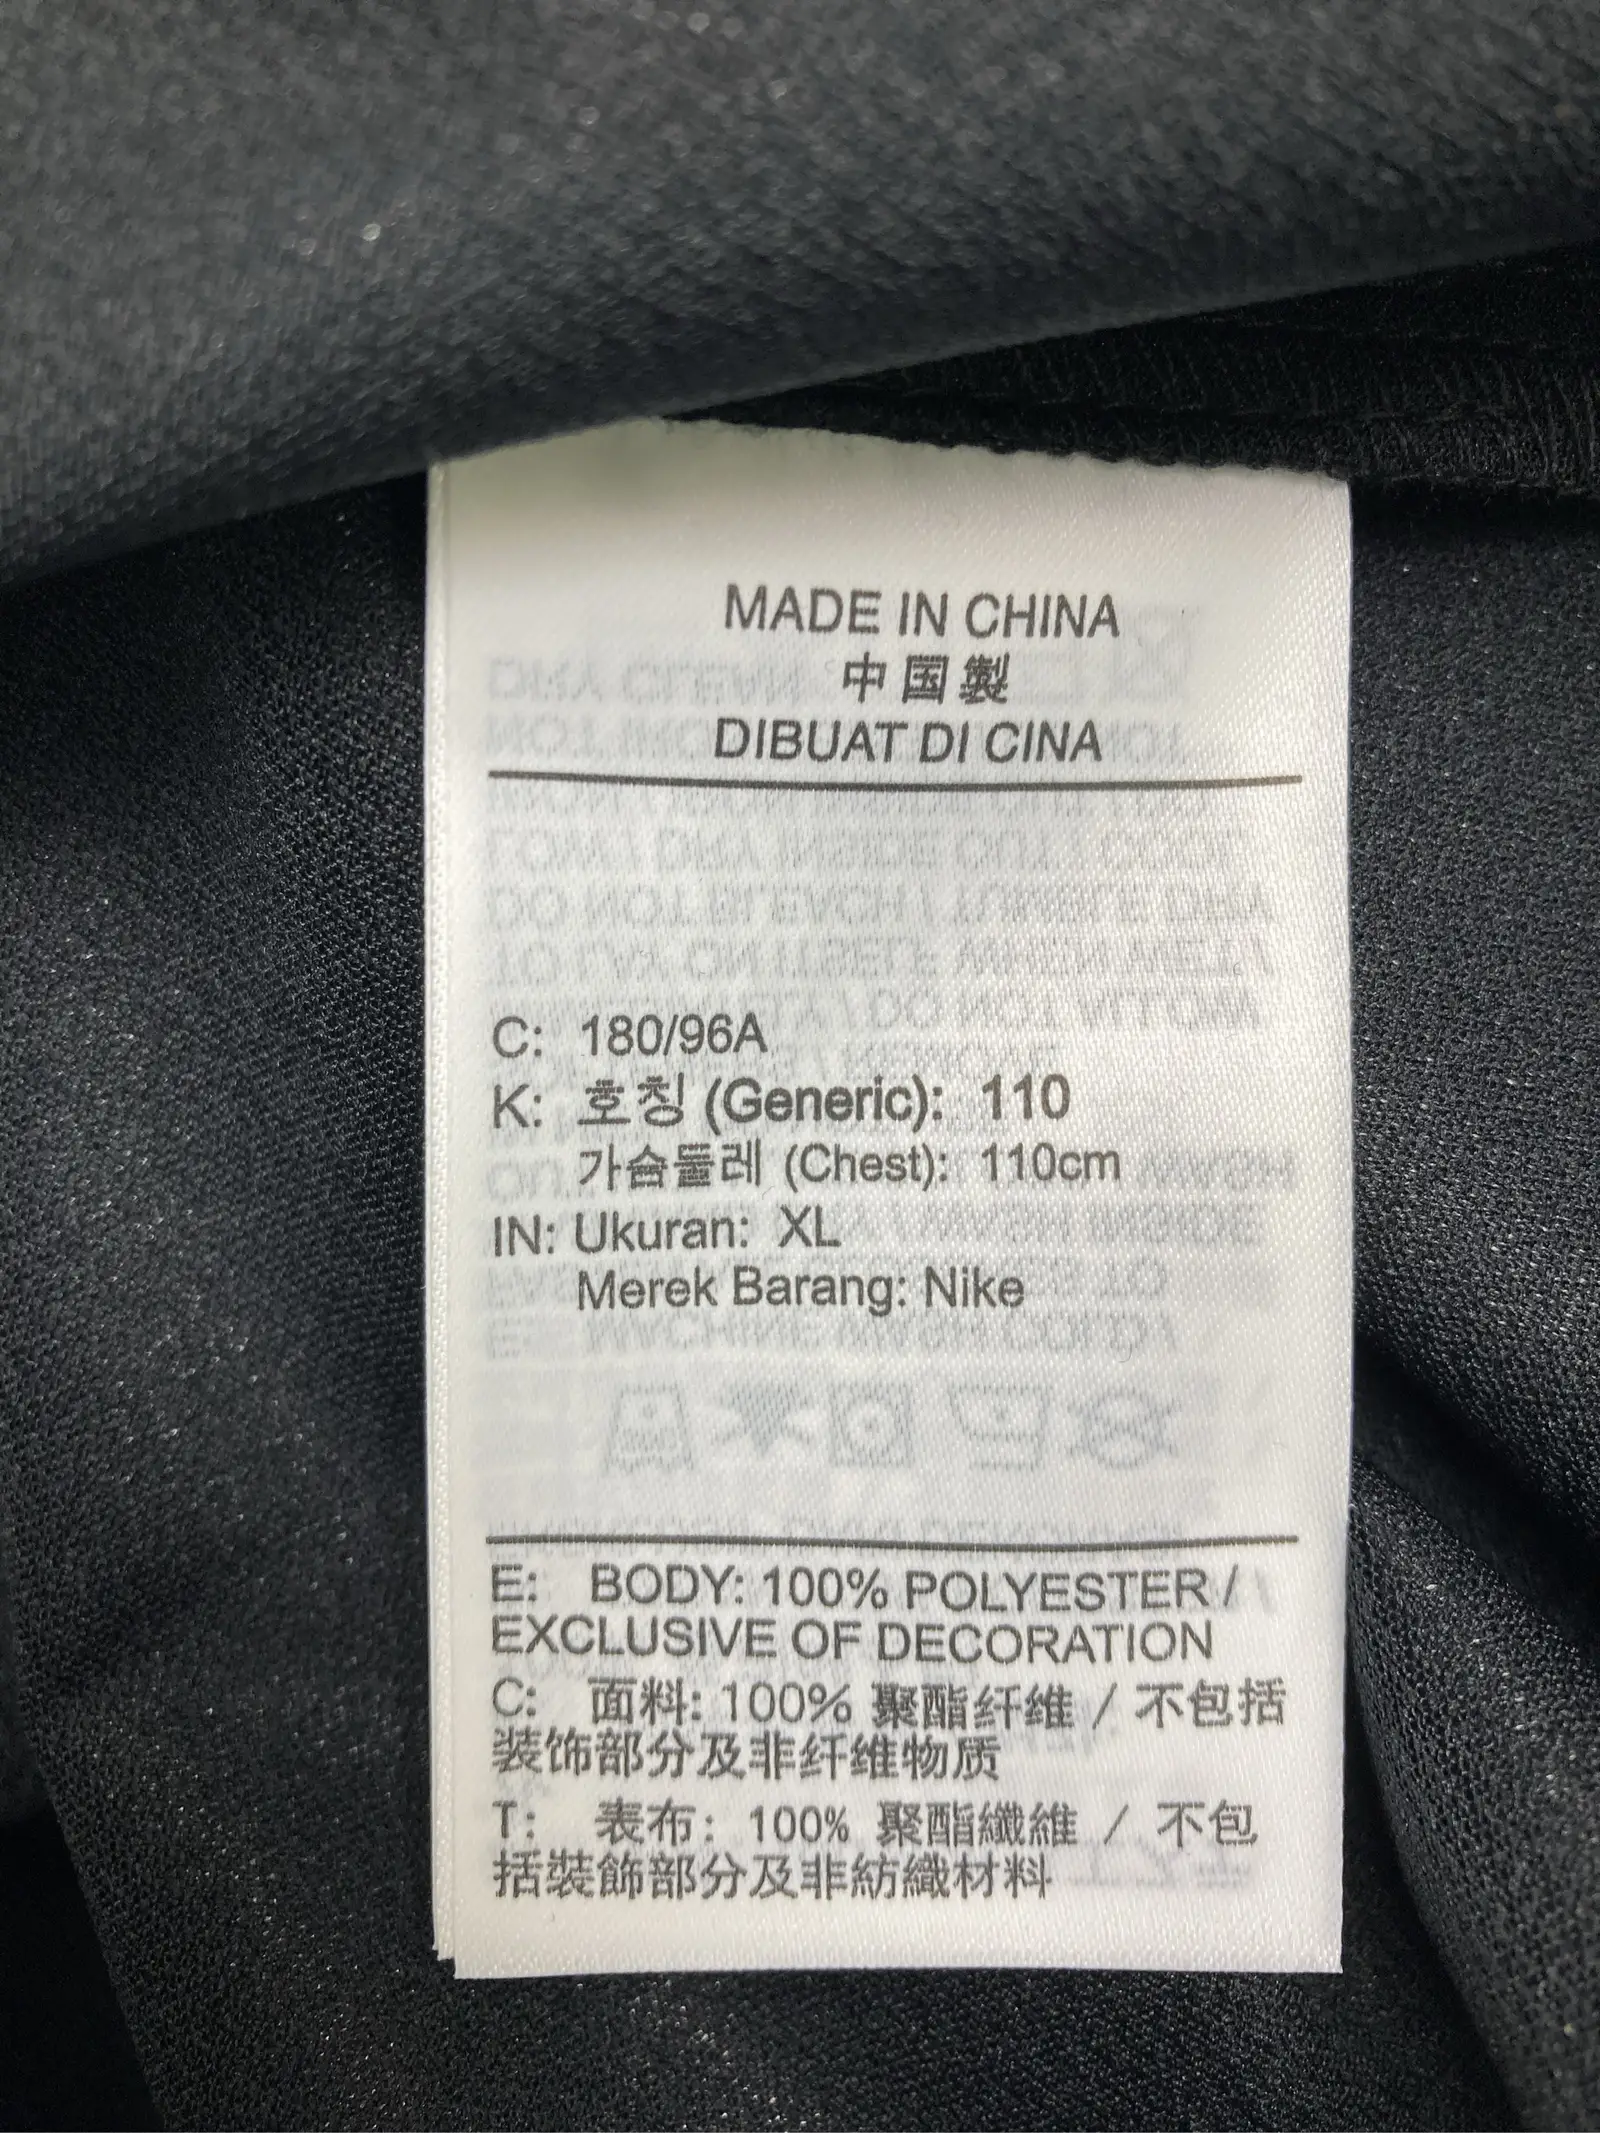 MADE IN CHINA
中国製
DIBUAT DI CINA
C: 180/96A
K: 호칭 (Generic): 110
가슴둘레 (Chest): 110cm
IN: Ukuran: XL
Merek Barang: Nike
E: BODY: 100% POLYESTER /
EXCLUSIVE OF DECORATION
C: 面料: 100% 聚酯纤维 / 不包括
装饰部分及非纤维物质
T: 表布: 100% 聚酯纖維 / 不包
括裝飾部分及非紡織材料